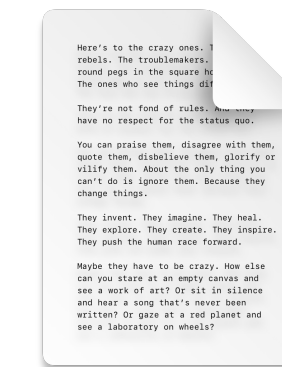 Here’s to the crazy ones.
rebels. The troublemakers.
round pegs in the square
The ones who see things
They’re not fond of rules. And they
have no respect for the status quo.
You can praise them, disagree with them,
quote them, disbelieve them, glorify or
vilify them. About the only thing you
can’t do is ignore them. Because they
change things.
They invent. They imagine. They heal.
They explore. They create. They inspire.
They push the human race forward.
Maybe they have to be crazy. How else
can you stare at an empty canvas and
see a work of art? Or sit in silence
and hear a song that’s never been
written? Or gaze at a red planet and
see a laboratory on wheels?